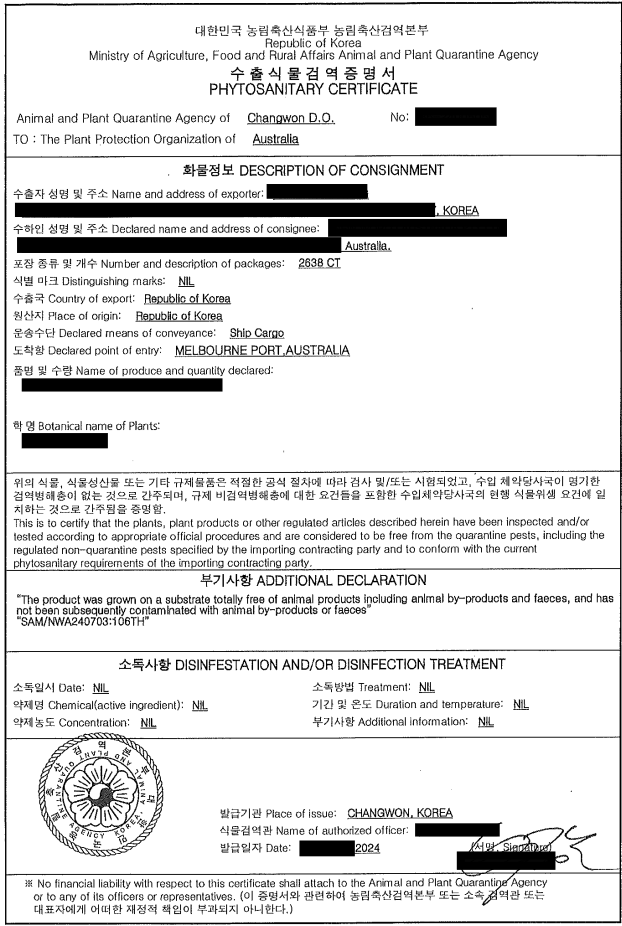 대한민국 농림축산식품부 농림축산검역본부
Republic of Korea
Ministry of Agriculture, Food and Rural Affairs Animal and Plant Quarantine Agency
수출식물검역증명서
PHYTOSANITARY CERTIFICATE
Animal and Plant Quarantine Agency of Changwon D.O. No:
TO : The Plant Protection Organization of Australia
화물정보 DESCRIPTION OF CONSIGNMENT
수출자 성명 및 주소 Name and address of exporter:
, KOREA
수하인 성명 및 주소 Declared name and address of consignee:
Australia.
포장 종류 및 개수 Number and description of packages: 2638 CT
식별 마크 Distinguishing marks: NIL
수출국 Country of export: Republic of Korea
원산지 Place of origin: Republic of Korea
운송수단 Declared means of conveyance: Ship Cargo
도착항 Declared point of entry: MELBOURNE PORT,AUSTRALIA
품명 및 수량 Name of produce and quantity declared:
학 명 Botanical name of Plants:
위의 식물, 식물성산물 또는 기타 규제물품은 적절한 공식 절차에 따라 검사 및/또는 시험되었고, 수입 체약당사국이 명기한
검역병해충이 없는 것으로 간주되며, 규제 비검역병해충에 대한 요건들을 포함한 수입체약당사국의 현행 식물위생 요건에 일
치하는 것으로 간주됨을 증명함.
This is to certify that the plants, plant products or other regulated articles described herein have been inspected and/or
tested according to appropriate official procedures and are considered to be free from the quarantine pests, including the
regulated non-quarantine pests specified by the importing contracting party and to conform with the current
phytosanitary requirements of the importing contracting party.
부기사항 ADDITIONAL DECLARATION
"The product was grown on a substrate totally free of animal products including animal by-products and faeces, and has
not been subsequently contaminated with animal by-products or faeces"
"SAM/NWA240703:106TH"
소독사항 DISINFESTATION AND/OR DISINFECTION TREATMENT
소독일시 Date: NIL 소독방법 Treatment: NIL
약제명 Chemical(active ingredient): NIL 기간 및 온도 Duration and temperature: NIL
약제농도 Concentration: NIL 부기사항 Additional information: NIL
발급기관 Place of issue: CHANGWON, KOREA
식물검역관 Name of authorized officer:
발급일자 Date: 2024 (서명, Signature)
※ No financial liability with respect to this certificate shall attach to the Animal and Plant Quarantine Agency
or to any of its officers or representatives. (이 증명서와 관련하여 농림축산검역본부 또는 소속 검역관 또는
대표자에게 어떠한 재정적 책임이 부과되지 아니한다.)